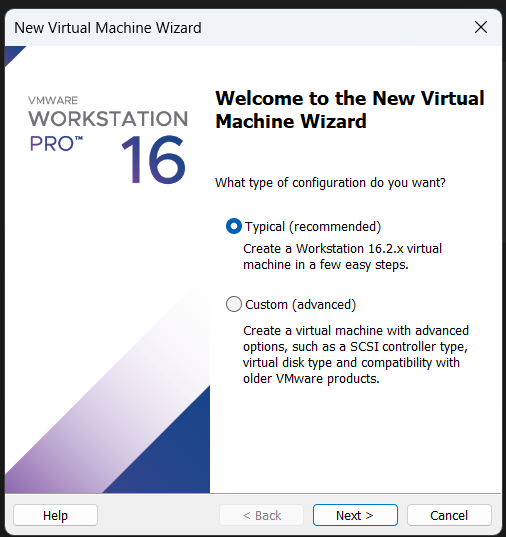 New Virtual Machine Wizard
VMWARE
WORKSTATION
PRO™ 16
Welcome to the New Virtual
Machine Wizard
What type of configuration do you want?
Typical (recommended)
Create a Workstation 16.2.x virtual
machine in a few easy steps.
Custom (advanced)
Create a virtual machine with advanced
options, such as a SCSI controller type,
virtual disk type and compatibility with
older VMware products.
Help
< Back
Next >
Cancel